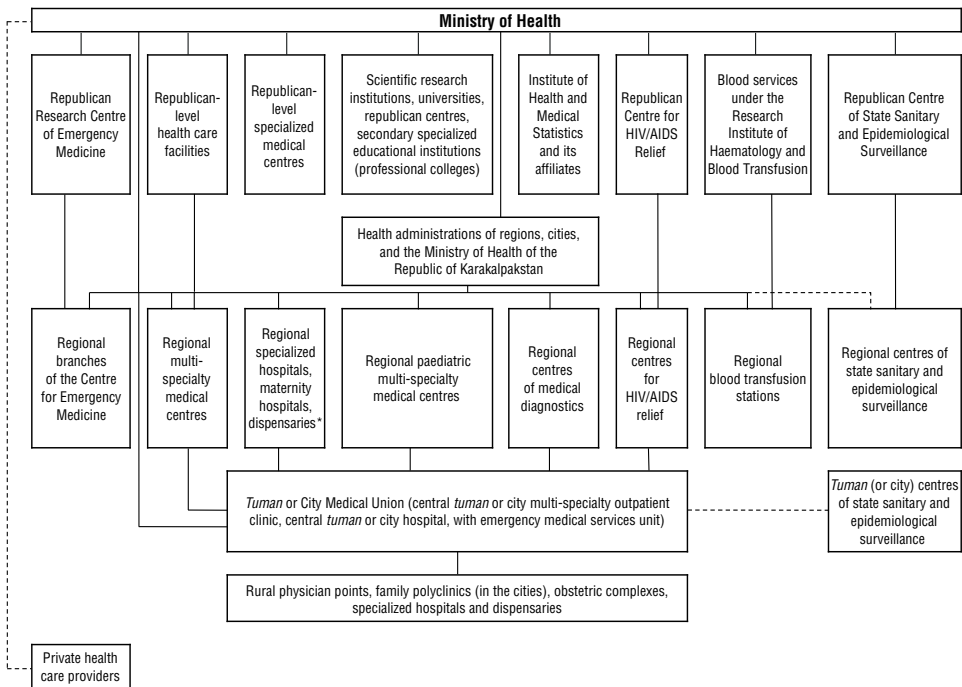 Ministry of Health
Republican
Research Centre
of Emergency
Medicine
Republican-
level
health care
facilities
Republican-
level
specialized
medical
centres
Scientific research
institutions, universities,
republican centres,
secondary specialized
educational institutions
(professional colleges)
Institute of
Health and
Medical
Statistics
and its
affiliates
Republican
Centre for
HIV/AIDS
Relief
Blood services
under the
Research
Institute of
Haematology and
Blood Transfusion
Republican Centre
of State Sanitary
and Epidemiological
Surveillance
Health administrations of regions, cities,
and the Ministry of Health of the
Republic of Karakalpakstan
Regional
branches
of the Centre
for Emergency
Medicine
Regional
multi-
specialty
medical
centres
Regional
specialized
hospitals,
maternity
hospitals,
dispensaries*
Regional paediatric
multi-specialty
medical centres
Regional
centres
of medical
diagnostics
Regional
centres
for
HIV/AIDS
relief
Regional
blood transfusion
stations
Regional centres of
state sanitary and
epidemiological
surveillance
Tuman or City Medical Union (central tuman or city multi-specialty outpatient
clinic, central tuman or city hospital, with emergency medical services unit)
Tuman (or city) centres
of state sanitary and
epidemiological
surveillance
Rural physician points, family polyclinics (in the cities), obstetric complexes,
specialized hospitals and dispensaries
Private health
care providers